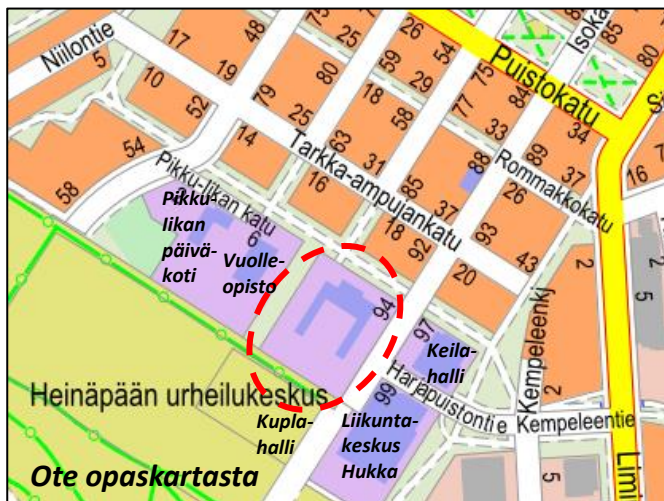 Niilontie
5
17
10
19
48
52
54
58
75
25
80
79
25
14
63
16
26
54
59
29
18
58
31
85
37
18
92
75
77
33
84
88
89
34
37
26
93
43
20
Isoka
Puistokatu
Rommakkokatu
Tarkka-ampujankatu
Pikku-Iikan katu
2
6
16
7
2
5
94
97
99
2
5
Pikku-
Iikan
päivä-
koti
Vuolle-
opisto
Keila-
halli
Kempeleenkj
Harjapuistontie
Kempeleentie
Heinäpään urheilukeskus
Kupla-
halli
Liikunta-
keskus
Hukka
Limi
Ote opaskartasta